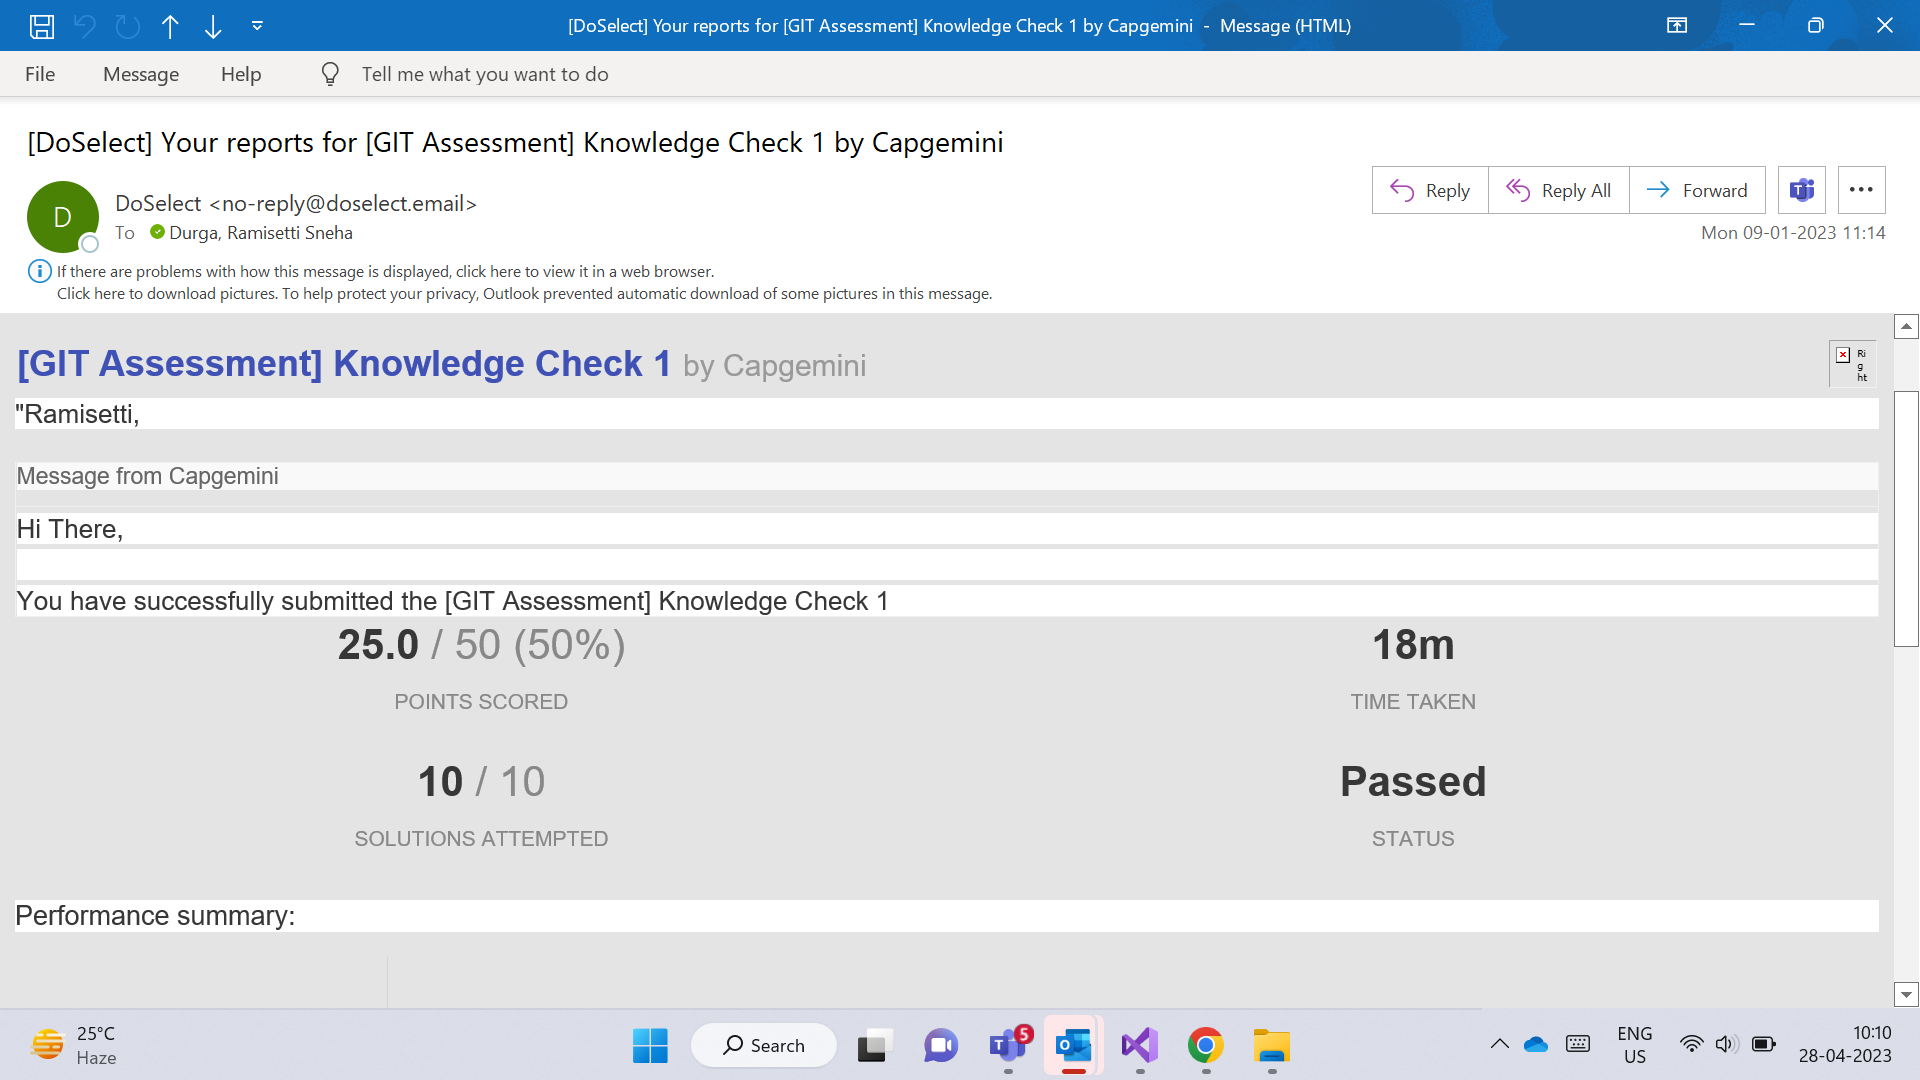 [DoSelect] Your reports for [GIT Assessment] Knowledge Check 1 by Capgemini - Message (HTML)
File Message Help Tell me what you want to do
[DoSelect] Your reports for [GIT Assessment] Knowledge Check 1 by Capgemini
D
DoSelect <no-reply@doselect.email>
To Durga, Ramisetti Sneha
Reply Reply All Forward
Mon 09-01-2023 11:14
If there are problems with how this message is displayed, click here to view it in a web browser.
Click here to download pictures. To help protect your privacy, Outlook prevented automatic download of some pictures in this message.
[GIT Assessment] Knowledge Check 1 by Capgemini
Ri
g
ht
"Ramisetti,
Message from Capgemini
Hi There,
You have successfully submitted the [GIT Assessment] Knowledge Check 1
25.0 / 50 (50%) 18m
POINTS SCORED TIME TAKEN
10 / 10 Passed
SOLUTIONS ATTEMPTED STATUS
Performance summary:
25°C
Haze
Search
5
ENG
US
10:10
28-04-2023